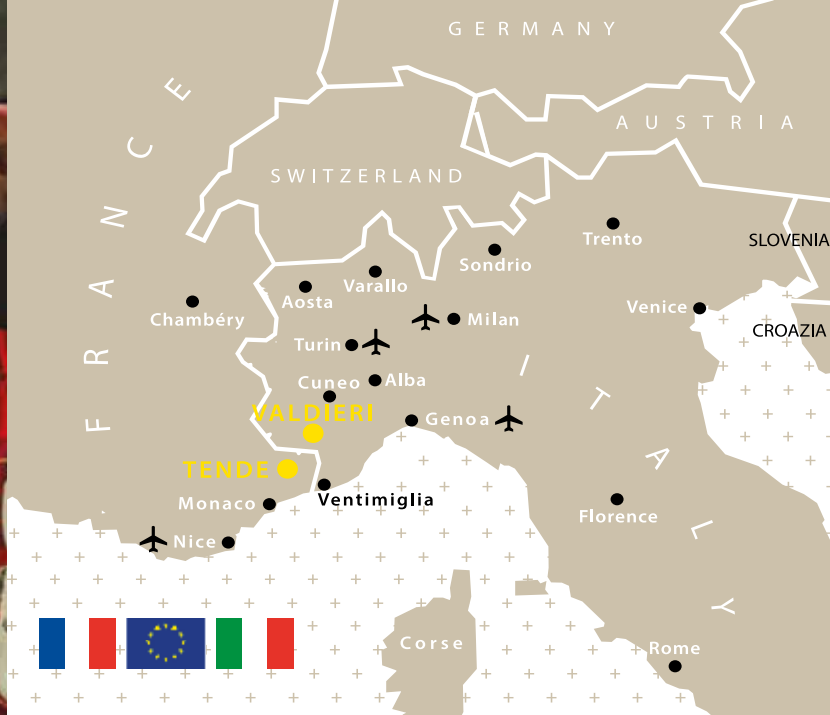 GERMANY
FRANCE
AUSTRIA
SWITZERLAND
Trento
SLOVENIA
Sondrio
Varallo
Aosta
Chambéry
Venice
Milan
CROAZIA
Turin
Cuneo
Alba
ITALY
VALDIERI
Genoa
TENDE
Monaco
Ventimiglia
Florence
Nice
Corse
Rome